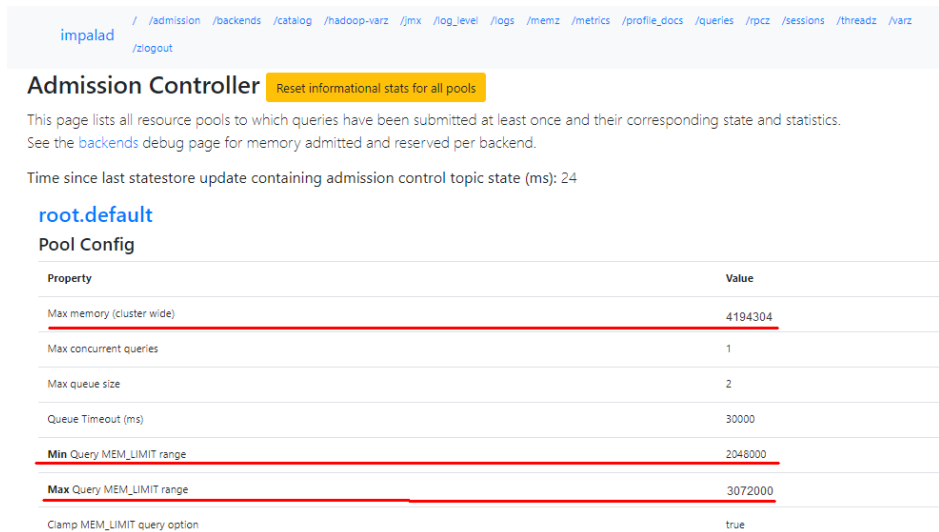 impalad
/ /admission /backends /catalog /hadoop-varz /jmx /log_level /logs /memz /metrics /profile_docs /queries /rpcz /sessions /threadz /varz
/zlogout
Admission Controller Reset informational stats for all pools
This page lists all resource pools to which queries have been submitted at least once and their corresponding state and statistics.
See the backends debug page for memory admitted and reserved per backend.
Time since last statestore update containing admission control topic state (ms): 24
root.default
Pool Config
Property Value
Max memory (cluster wide) 4194304
Max concurrent queries 1
Max queue size 2
Queue Timeout (ms) 30000
Min Query MEM_LIMIT range 2048000
Max Query MEM_LIMIT range 3072000
Clamp MEM_LIMIT query option true